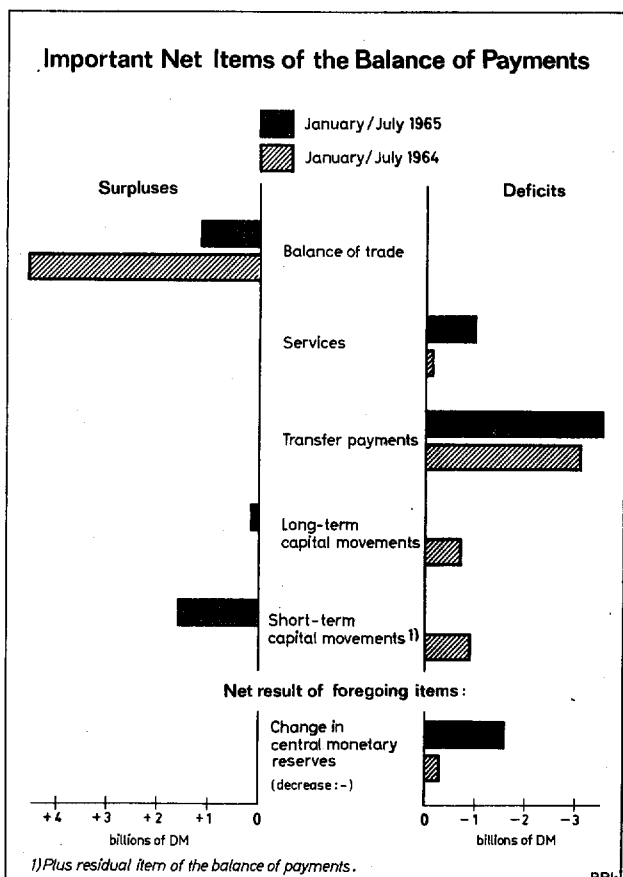 Important Net Items of the Balance of Payments
January/July 1965
January/July 1964
Surpluses
Deficits
Balance of trade
Services
Transfer payments
Long-term
capital movements
Short-term
capital movements 1)
Net result of foregoing items:
Change in
central monetary
reserves
(decrease:-)
+4 +3 +2 +1 0
0 -1 -2 -3
billions of DM
billions of DM
1) Plus residual item of the balance of payments.